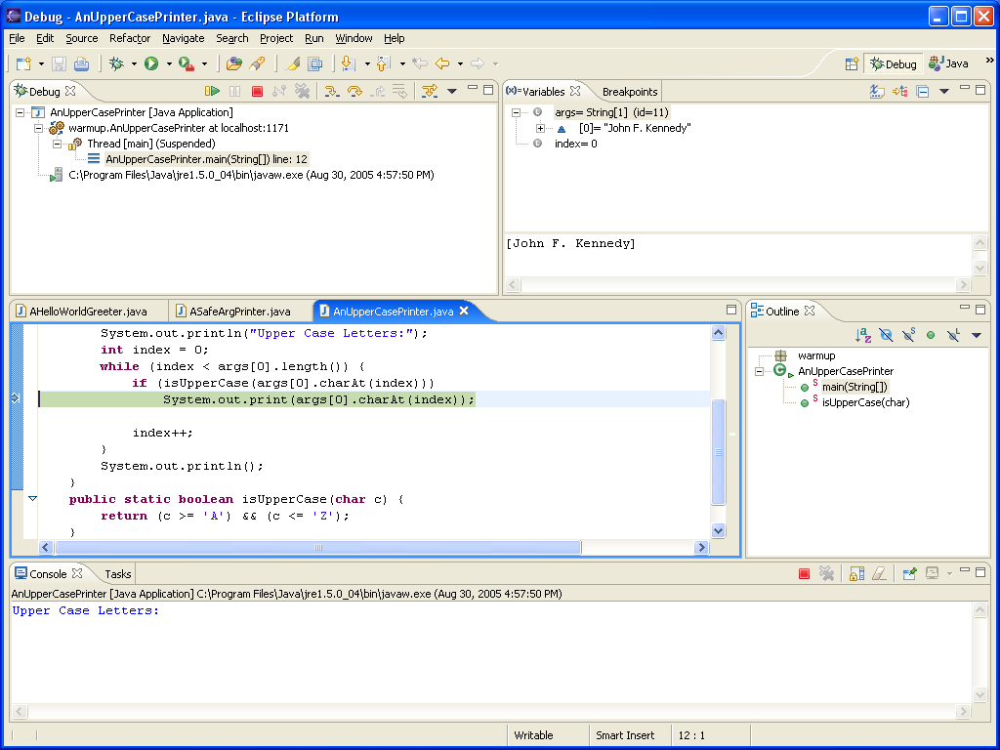 Debug - AnUpperCasePrinter.java - Eclipse Platform
File Edit Source Refactor Navigate Search Project Run Window Help
Debug Java »
Debug
AnUpperCasePrinter [Java Application]
warmup.AnUpperCasePrinter at localhost:1171
Thread [main] (Suspended)
AnUpperCasePrinter.main(String[]) line: 12
C:\Program Files\Java\jre1.5.0_04\bin\javaw.exe (Aug 30, 2005 4:57:50 PM)
(x)= Variables Breakpoints
args= String[1] (id=11)
[0]= "John F. Kennedy"
index= 0
[John F. Kennedy]
AHelloWorldGreeter.java ASafeArgPrinter.java AnUpperCasePrinter.java
System.out.println("Upper Case Letters:");
int index = 0;
while (index < args[0].length()) {
if (isUpperCase(args[0].charAt(index)))
System.out.print(args[0].charAt(index));
index++;
}
System.out.println();
}
public static boolean isUpperCase(char c) {
return (c >= 'A') && (c <= 'Z');
}
Outline
warmup
AnUpperCasePrinter
S main(String[])
S isUpperCase(char)
Console Tasks
AnUpperCasePrinter [Java Application] C:\Program Files\Java\jre1.5.0_04\bin\javaw.exe (Aug 30, 2005 4:57:50 PM)
Upper Case Letters:
Writable Smart Insert 12 : 1